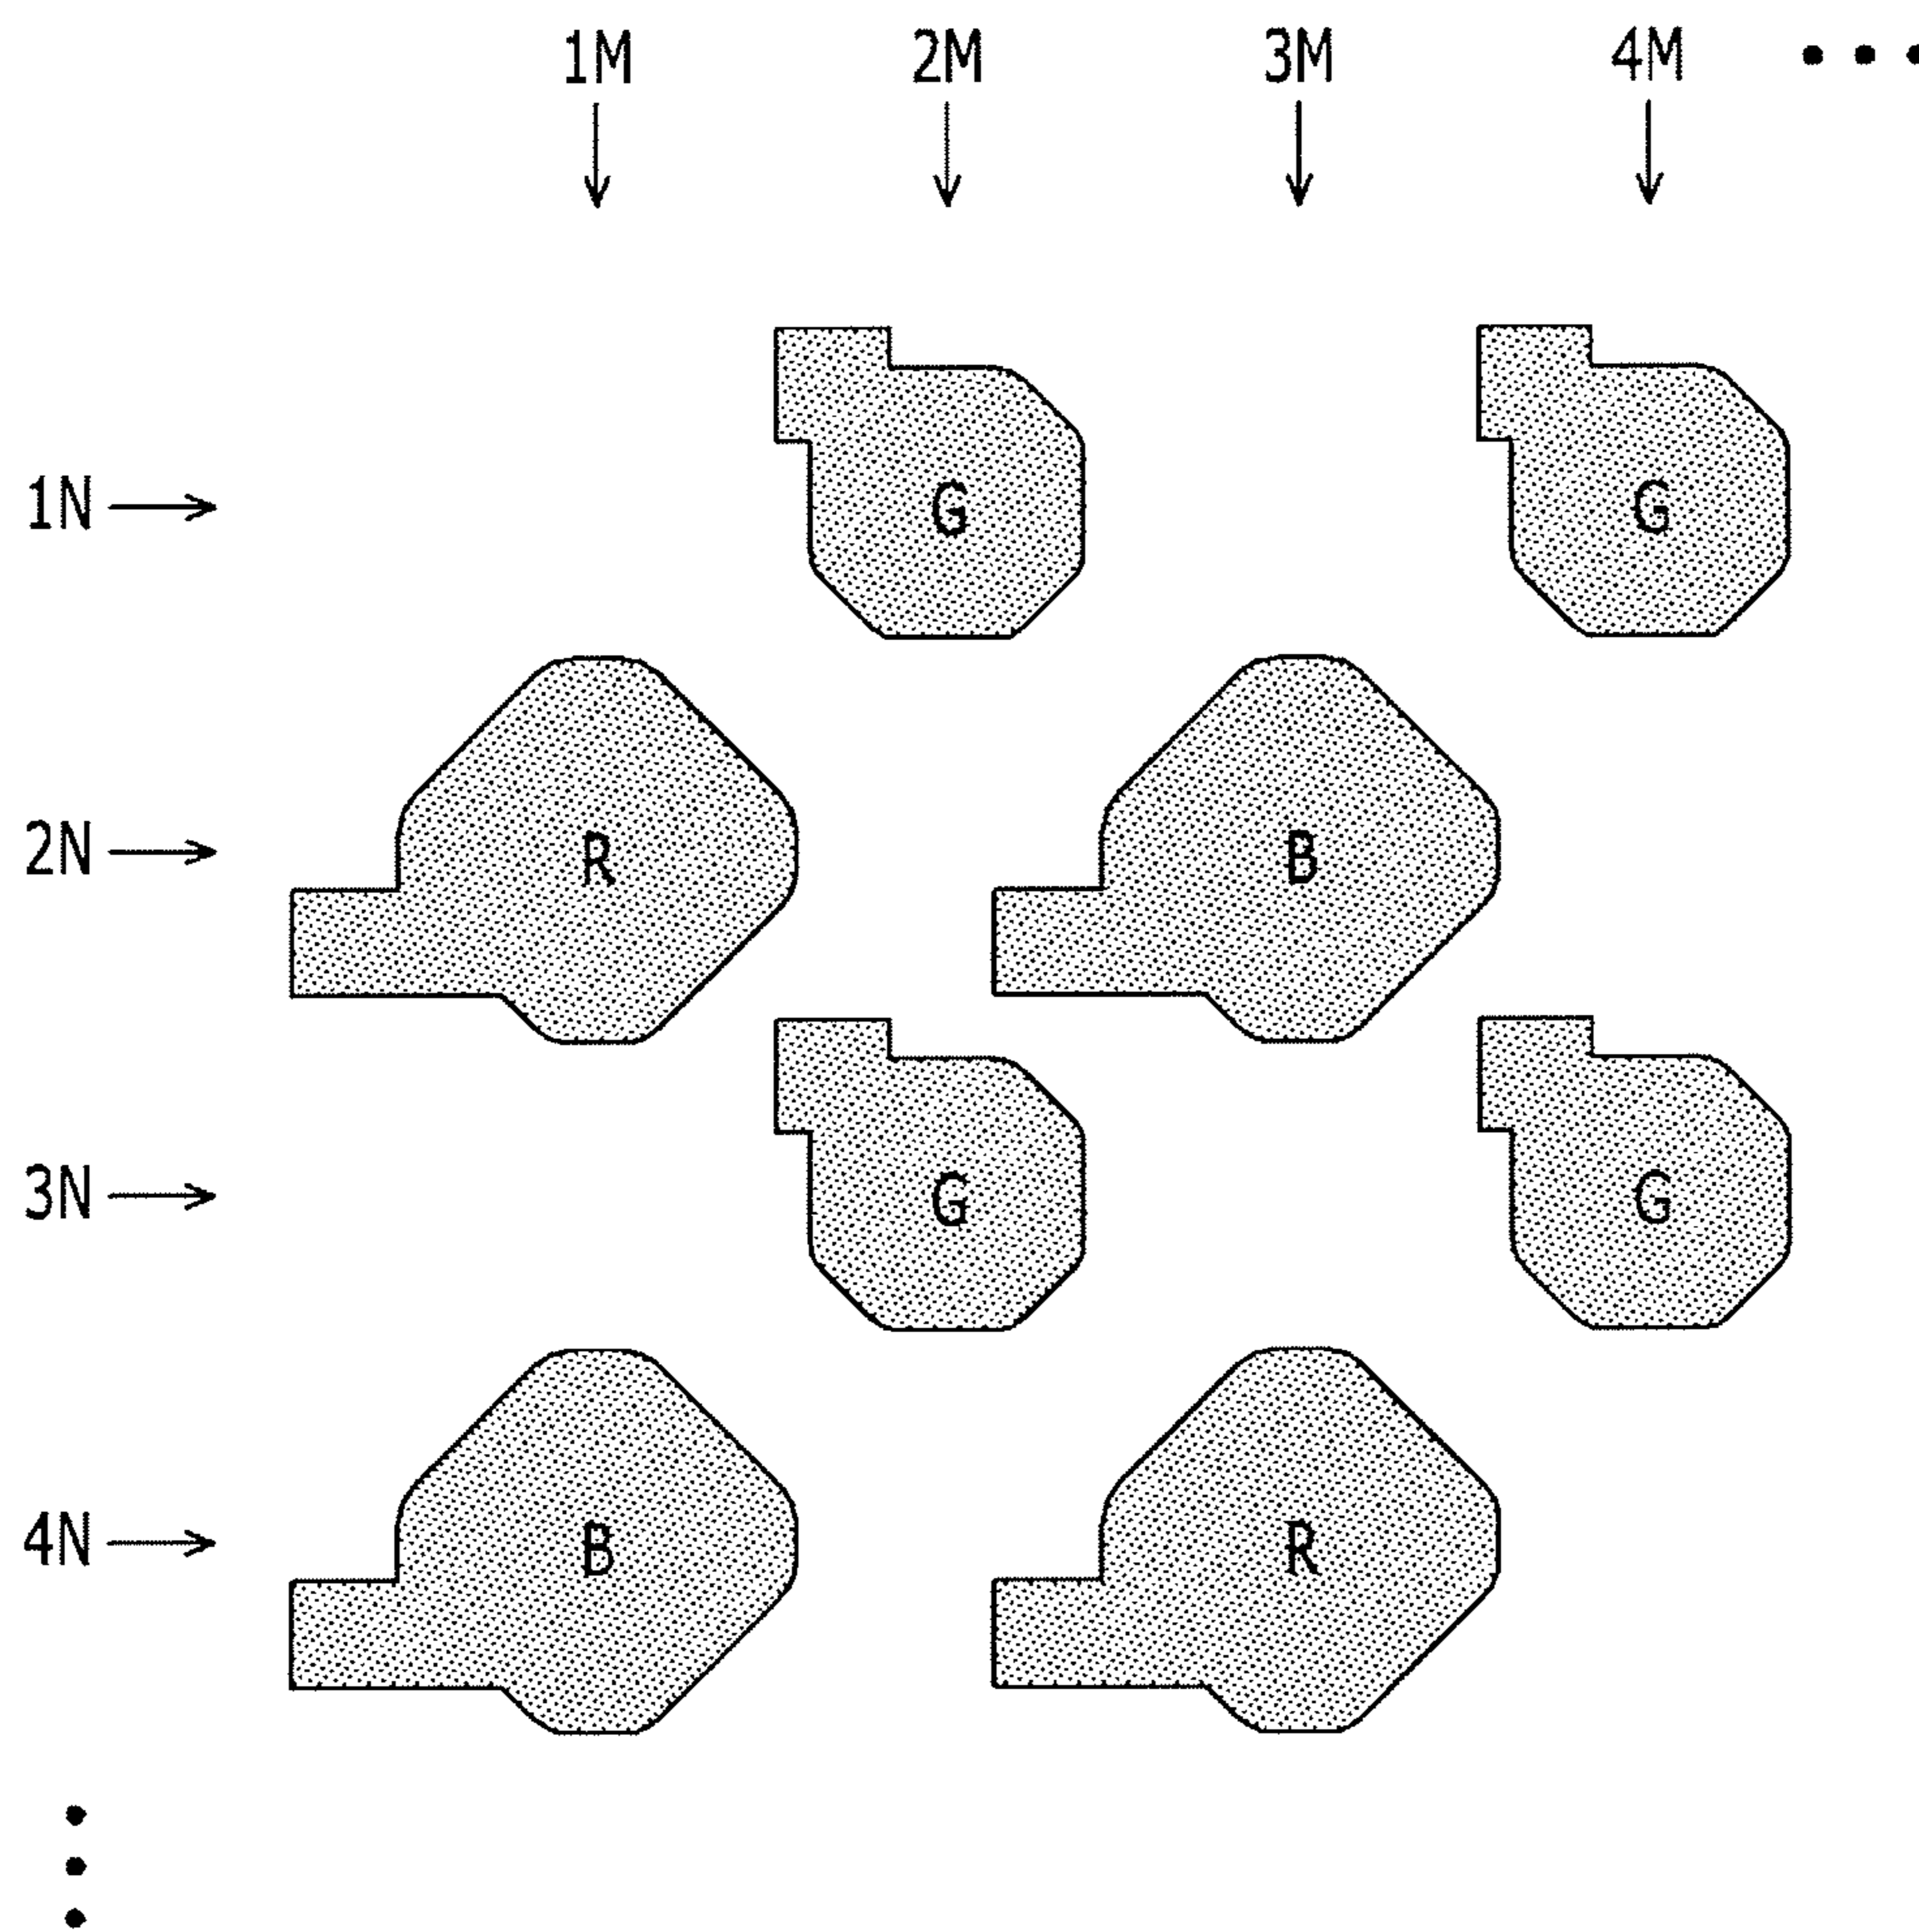 1M 2M 3M 4M • • •
1N G G
2N R B
3N G G
4N B R
•
•
•